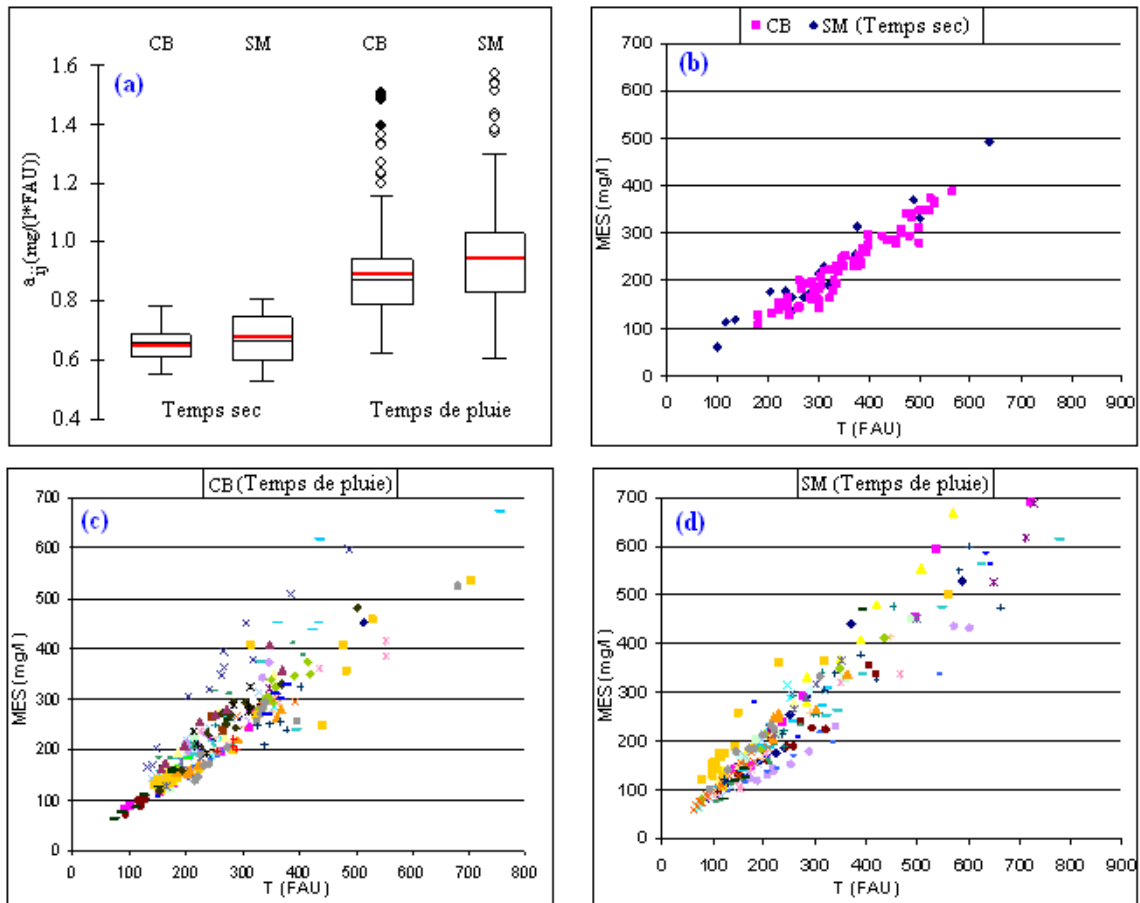 CB SM CB SM
(a)
1.6
1.4
1.2
1.0
0.8
0.6
0.4
a_ij(mg/(l*FAU))
Temps sec Temps de pluie
CB SM (Temps sec)
(b)
700
600
500
400
300
200
100
0
MES (mg/l)
0 100 200 300 400 500 600 700 800 900
T (FAU)
CB (Temps de pluie)
(c)
700
600
500
400
300
200
100
0
MES (mg/l)
0 100 200 300 400 500 600 700 800
T (FAU)
SM (Temps de pluie)
(d)
700
600
500
400
300
200
100
0
MES (mg/l)
0 100 200 300 400 500 600 700 800 900
T (FAU)